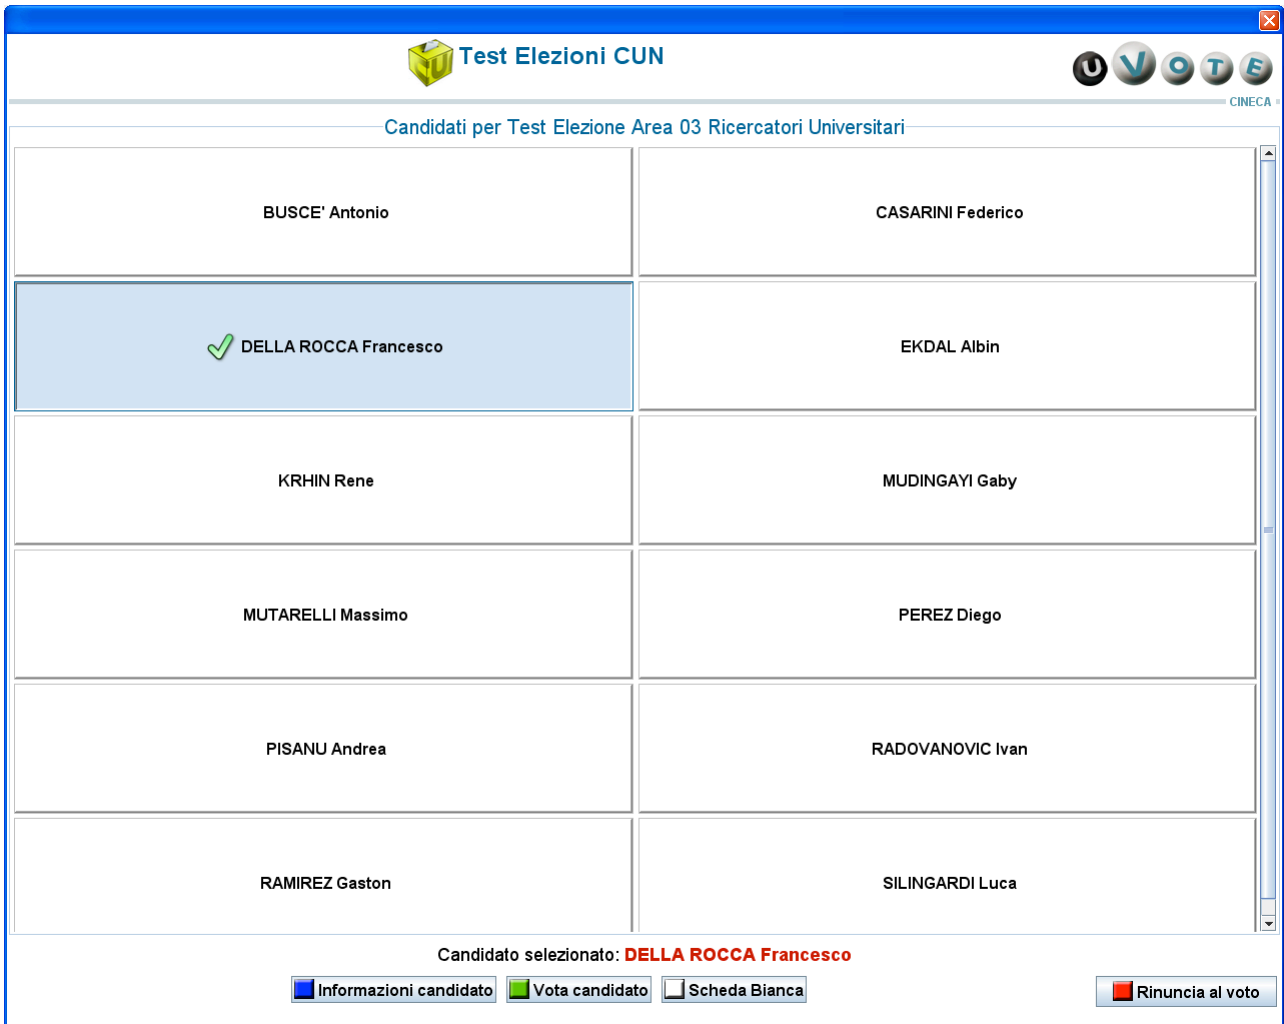 Test Elezioni CUN
U VOTE
CINECA
Candidati per Test Elezione Area 03 Ricercatori Universitari
BUSCE' Antonio
CASARINI Federico
DELLA ROCCA Francesco
EKDAL Albin
KRHIN Rene
MUDINGAYI Gaby
MUTARELLI Massimo
PEREZ Diego
PISANU Andrea
RADOVANOVIC Ivan
RAMIREZ Gaston
SILINGARDI Luca
Candidato selezionato: DELLA ROCCA Francesco
Informazioni candidato
Vota candidato
Scheda Bianca
Rinuncia al voto